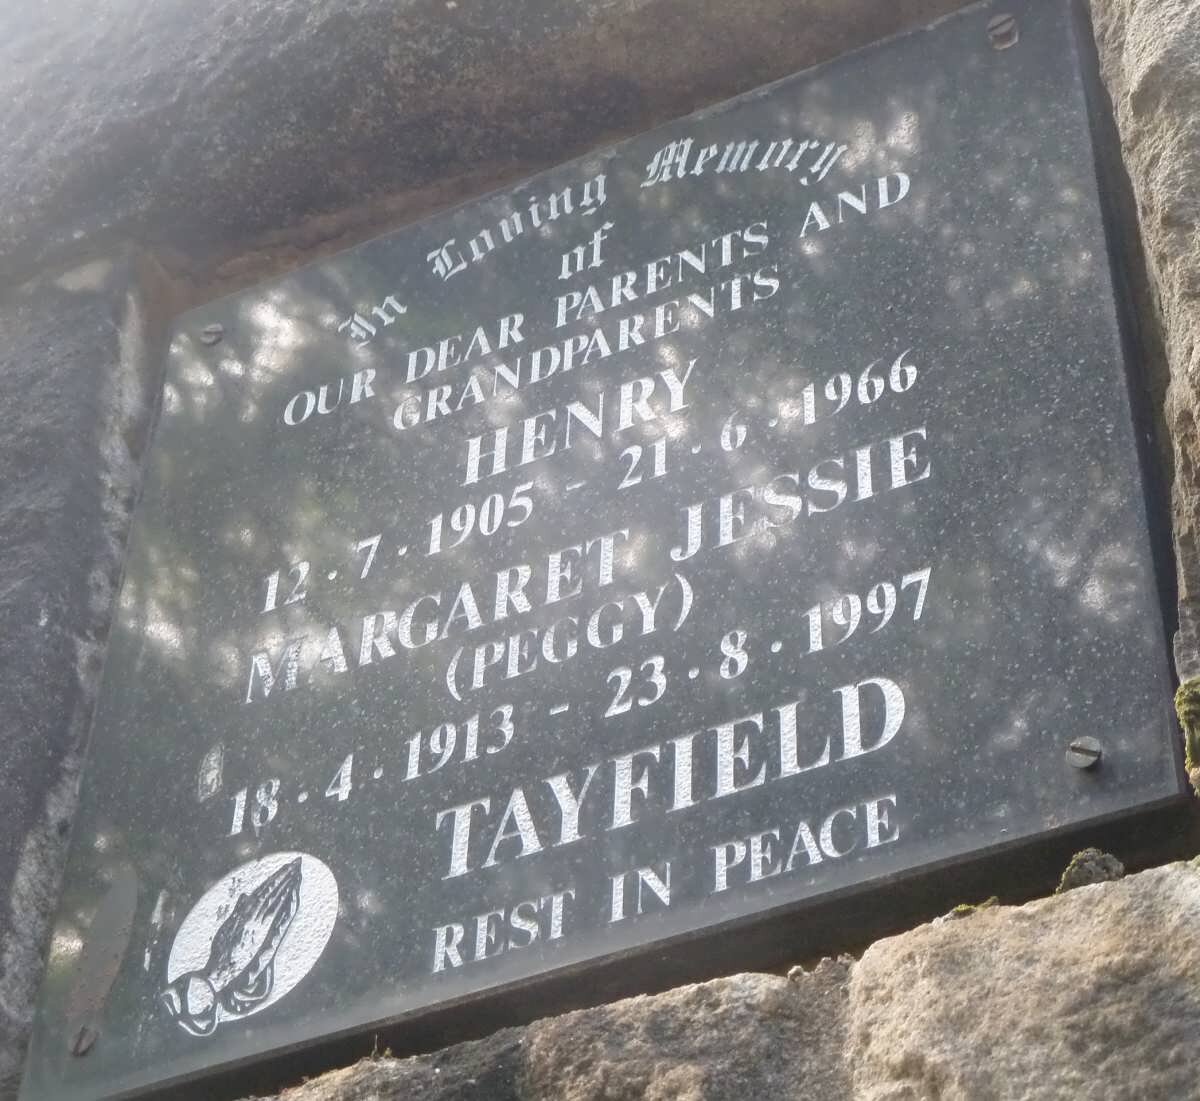 In Loving Memory
of
OUR DEAR PARENTS AND
GRANDPARENTS
HENRY
12 · 7 · 1905 - 21 · 6 · 1966
MARGARET JESSIE
(PEGGY)
18 · 4 · 1913 - 23 · 8 · 1997
TAYFIELD
REST IN PEACE